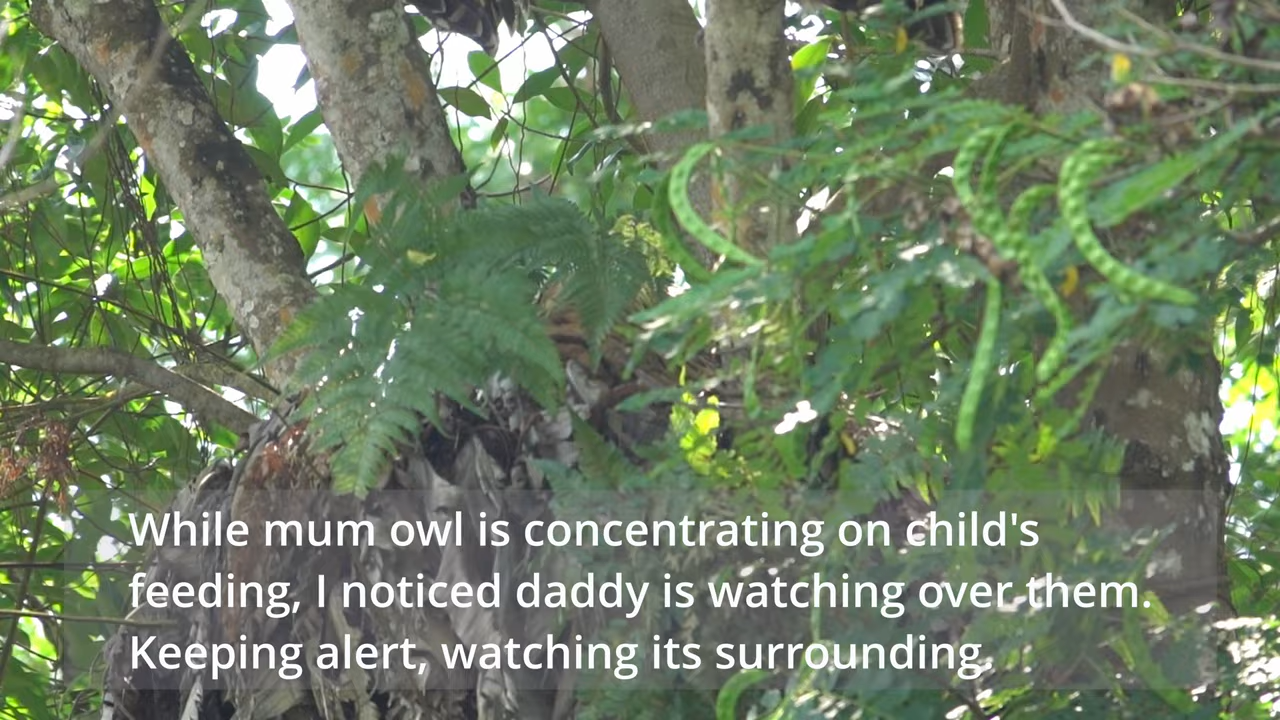 While mum owl is concentrating on child's
feeding, I noticed daddy is watching over them.
Keeping alert, watching its surrounding.